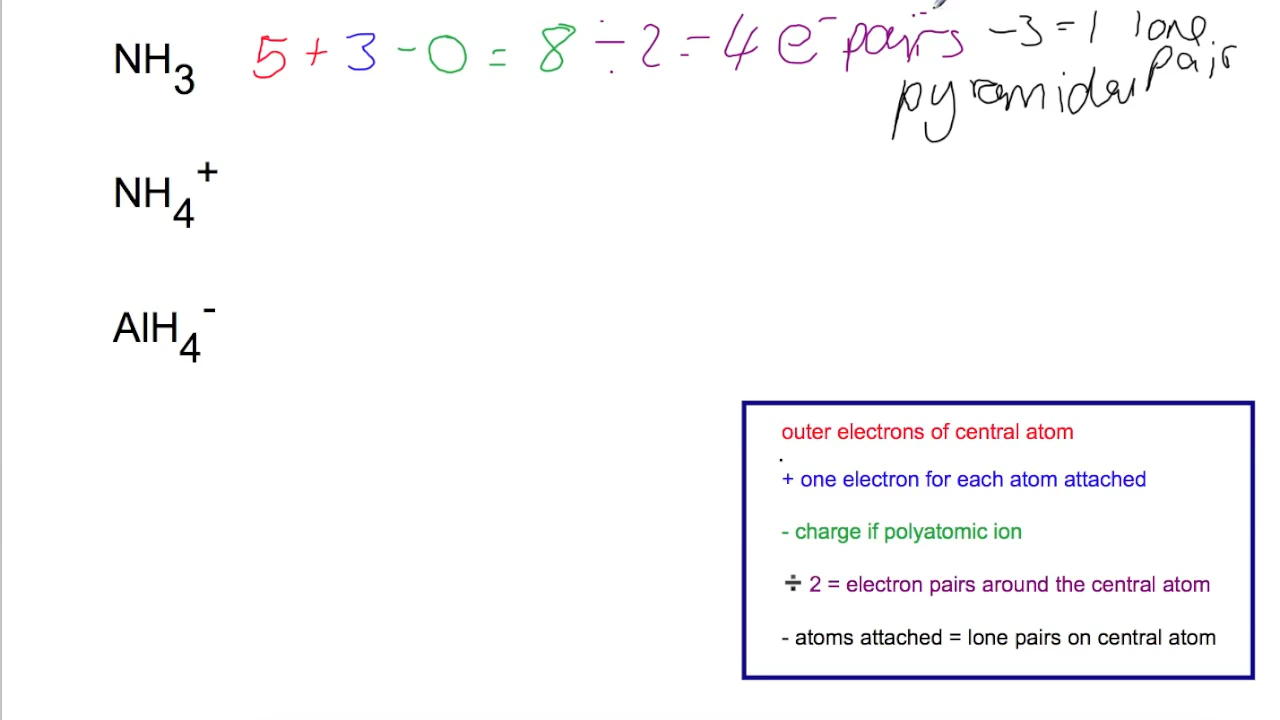 NH₃ 5 + 3 - 0 = 8 ÷ 2 = 4 e⁻ pairs -3 = 1 lone pair
pyramidal
NH₄⁺
AlH₄⁻
outer electrons of central atom
+ one electron for each atom attached
- charge if polyatomic ion
÷ 2 = electron pairs around the central atom
- atoms attached = lone pairs on central atom